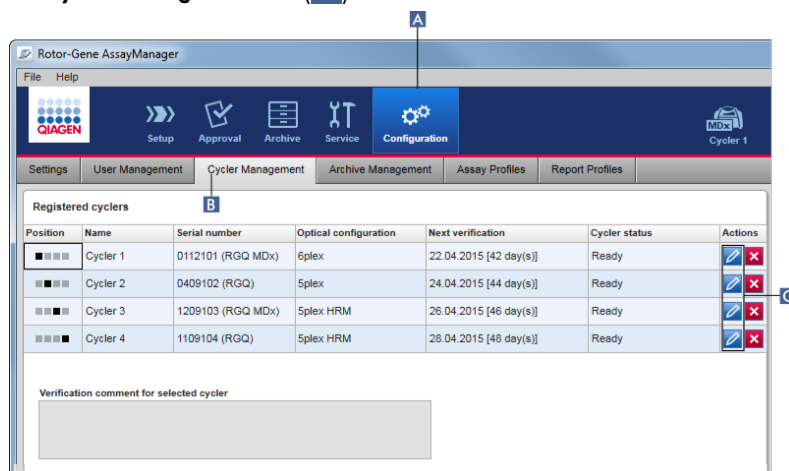 A
Rotor-Gene AssayManager
File Help
QIAGEN
Setup Approval Archive Service Configuration MDx Cycler 1
Settings User Management Cycler Management Archive Management Assay Profiles Report Profiles
B
Registered cyclers
Position Name Serial number Optical configuration Next verification Cycler status Actions
Cycler 1 0112101 (RGQ MDx) 6plex 22.04.2015 [42 day(s)] Ready
Cycler 2 0409102 (RGQ) 5plex 24.04.2015 [44 day(s)] Ready
C
Cycler 3 1209103 (RGQ MDx) 5plex HRM 26.04.2015 [46 day(s)] Ready
Cycler 4 1109104 (RGQ) 5plex HRM 28.04.2015 [48 day(s)] Ready
Verification comment for selected cycler